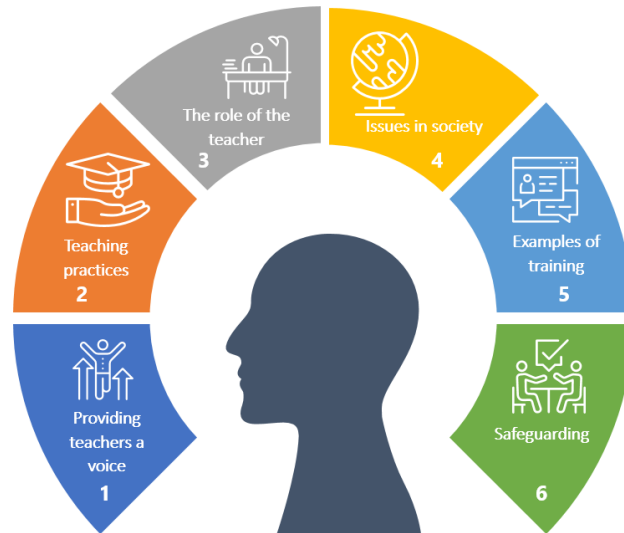 Providing
teachers a
voice
1
Teaching
practices
2
The role of the
teacher
3
Issues in society
4
Examples of
training
5
Safeguarding
6